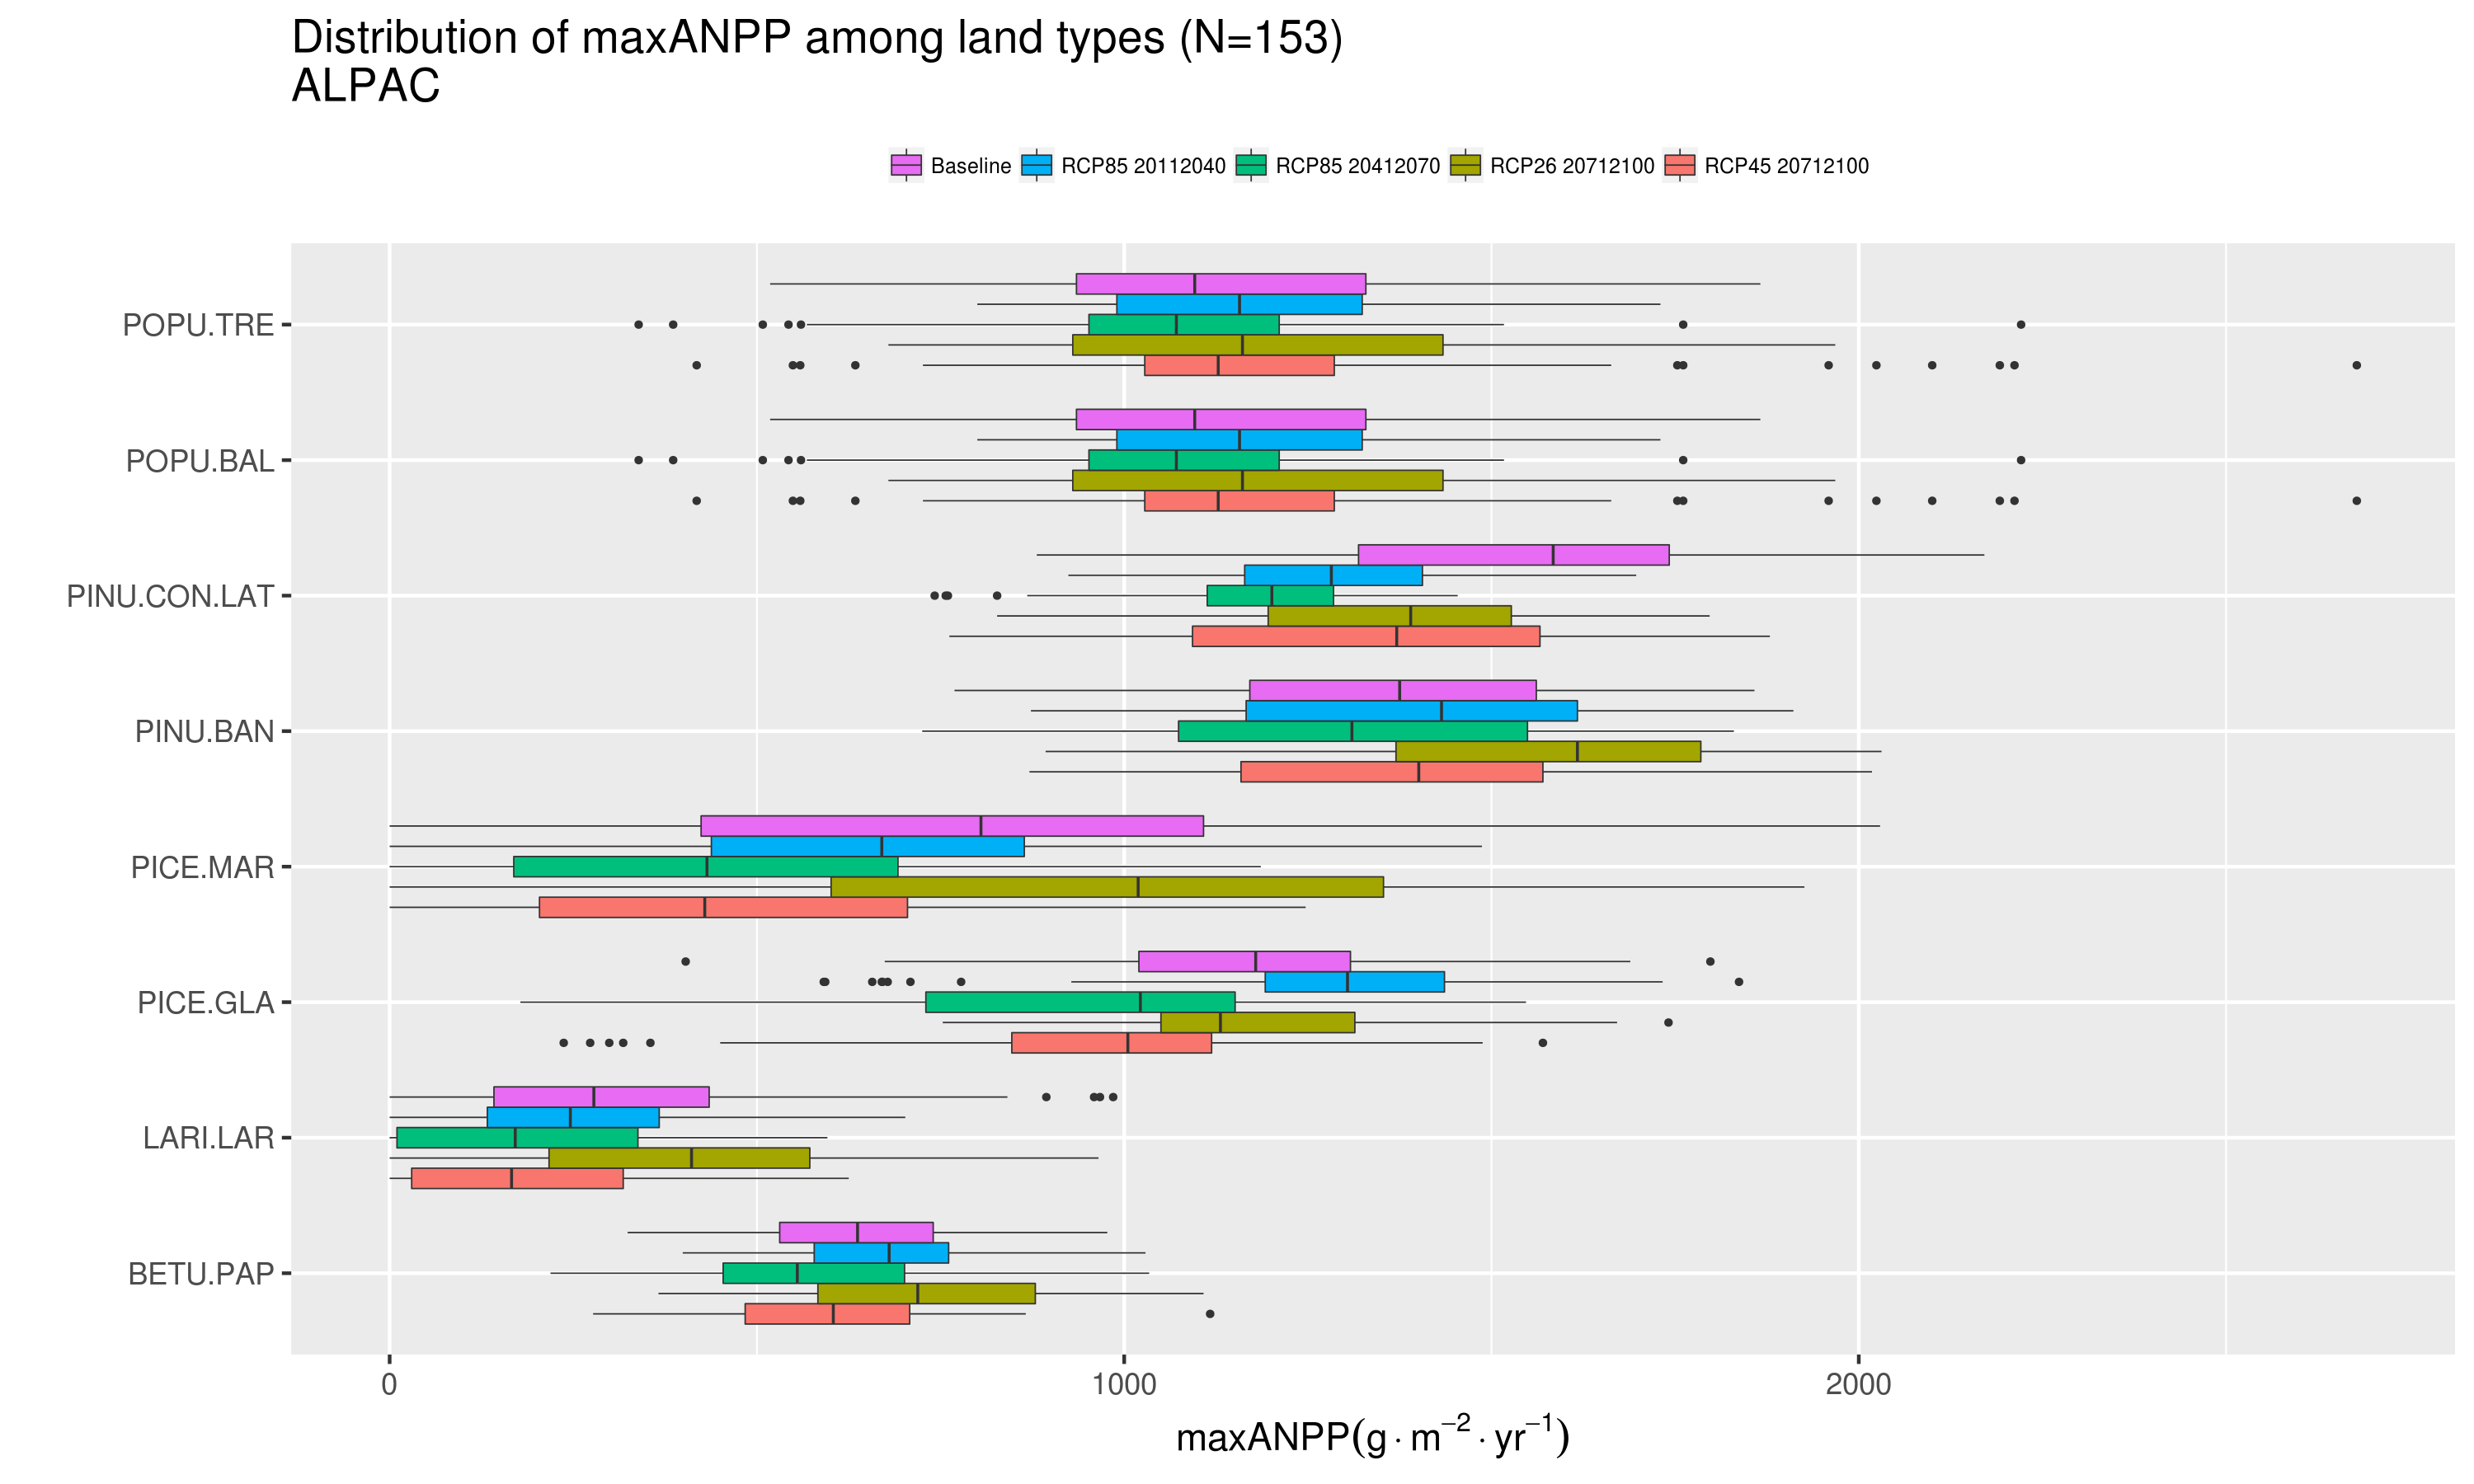 Distribution of maxANPP among land types (N=153)
ALPAC
Baseline RCP85 20112040 RCP85 20412070 RCP26 20712100 RCP45 20712100
POPU.TRE
POPU.BAL
PINU.CON.LAT
PINU.BAN
PICE.MAR
PICE.GLA
LARI.LAR
BETU.PAP
0 1000 2000
maxANPP(g·m⁻²·yr⁻¹)